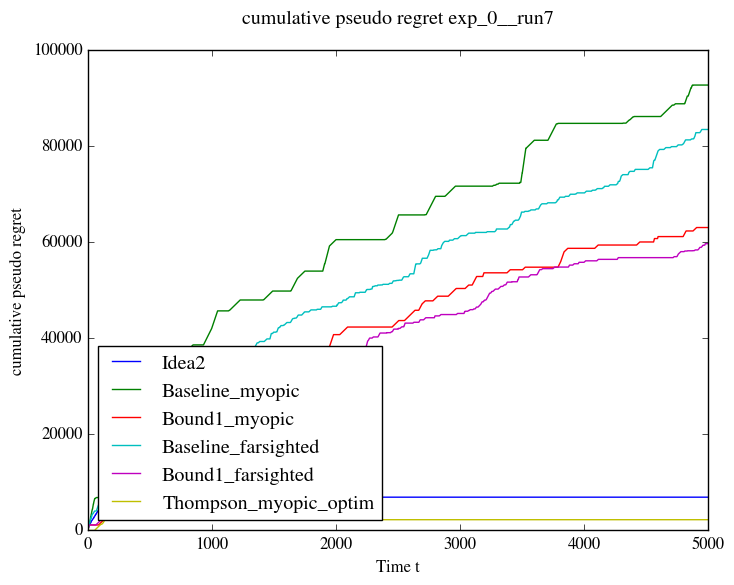 cumulative pseudo regret exp_0__run7
100000
80000
60000
40000
20000
0
cumulative pseudo regret
Idea2
Baseline_myopic
Bound1_myopic
Baseline_farsighted
Bound1_farsighted
Thompson_myopic_optim
0 1000 2000 3000 4000 5000
Time t